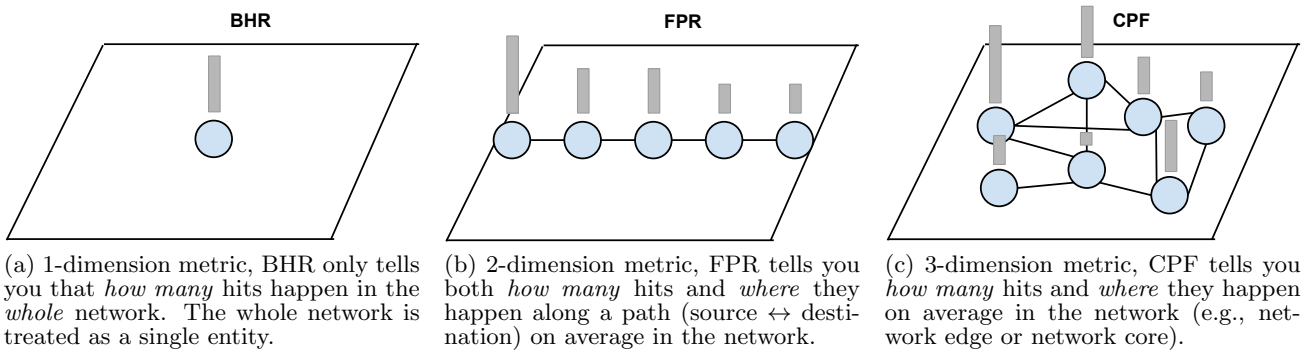 BHR
(a) 1-dimension metric, BHR only tells
you that how many hits happen in the
whole network. The whole network is
treated as a single entity.
FPR
(b) 2-dimension metric, FPR tells you
both how many hits and where they
happen along a path (source ↔ desti-
nation) on average in the network.
CPF
(c) 3-dimension metric, CPF tells you
how many hits and where they happen
on average in the network (e.g., net-
work edge or network core).